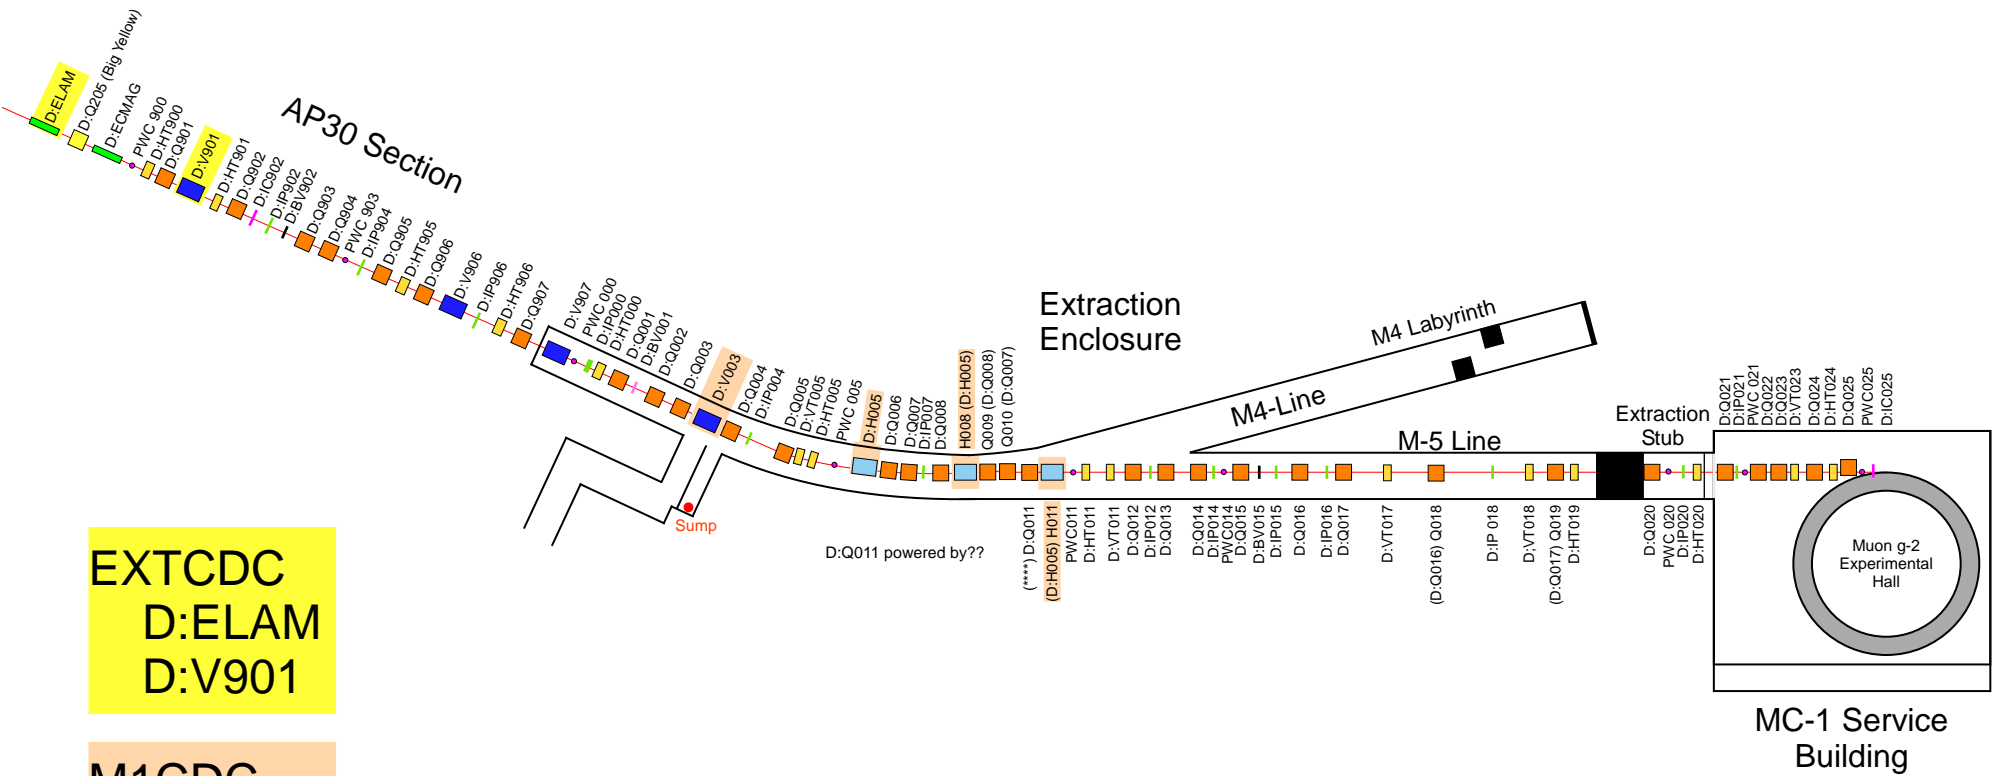 D:ELAM
D:Q205 (Big Yellow)
D:ECMAG
PWC 900
D:HT900
D:Q901
D:V901
D:HT901
D:Q902
D:IC902
D:IP902
D:BV902
D:Q903
D:Q904
PWC 903
D:IP904
D:Q905
D:HT905
D:Q906
D:V906
D:IP906
D:HT906
D:Q907
AP30 Section
D:V907
PWC 000
D:IP000
D:HT000
D:Q001
D:BV001
D:Q002
D:Q003
D:V003
D:Q004
D:IP004
D:Q005
D:VT005
D:HT005
PWC 005
D:H005
D:Q006
D:Q007
D:IP007
D:Q008
H008 (D:H005)
Q009 (D:Q008)
Q010 (D:Q007)
Extraction
Enclosure
M4 Labyrinth
M4-Line
M-5 Line
Extraction
Stub
Sump
D:Q011 powered by??
(****) D:Q011
(D:H005) H011
PWC011
D:HT011
D:VT011
D:Q012
D:IP012
D:Q013
D:Q014
D:IP014
PWC014
D:Q015
D:BV015
D:IP015
D:Q016
D:IP016
D:Q017
D:VT017
(D:Q016) Q018
D:IP 018
D:VT018
(D:Q017) Q019
D:HT019
D:Q020
PWC 020
D:IP020
D:HT020
D:Q021
D:IP021
PWC 021
D:Q022
D:Q023
D:VT023
D:Q024
D:HT024
D:Q025
PWC025
D:IC025
Muon g-2
Experimental
Hall
MC-1 Service
Building
EXTCDC
D:ELAM
D:V901
M1CDC